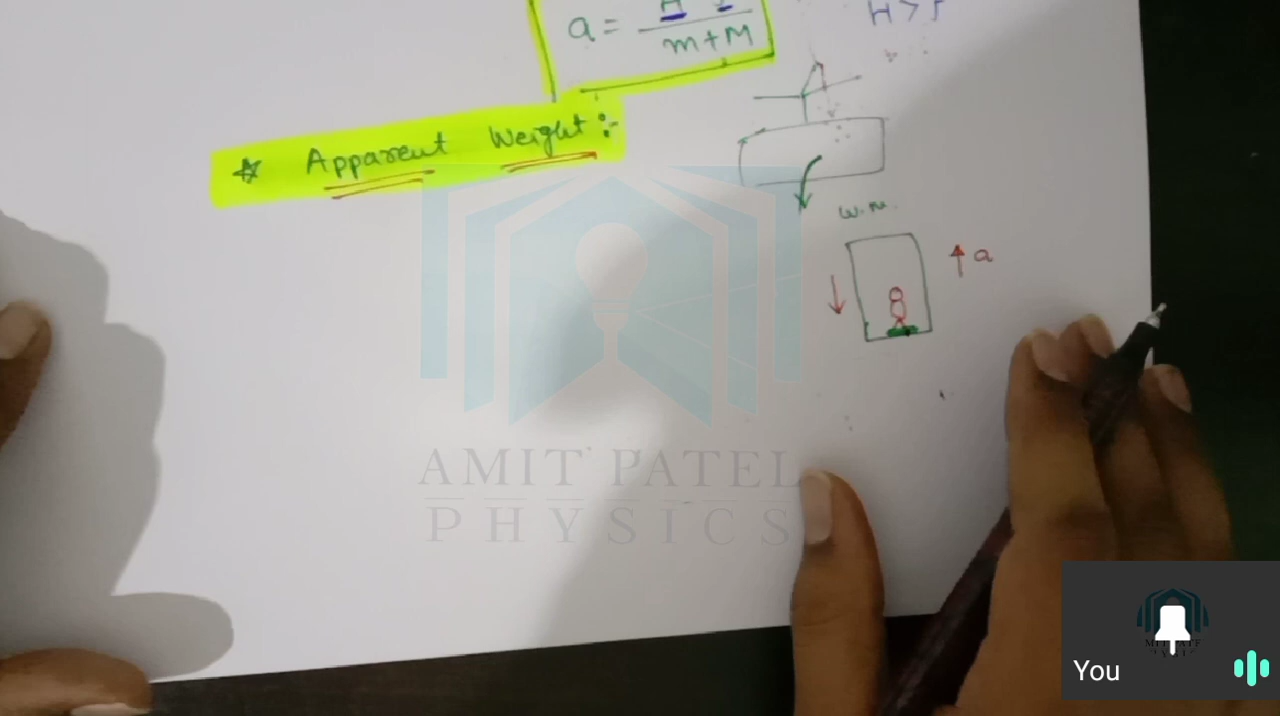 a =
m+M
H > f
☆ Apparent Weight :-
W.M.
↑ a
AMIT PATEL
PHYSICS
You